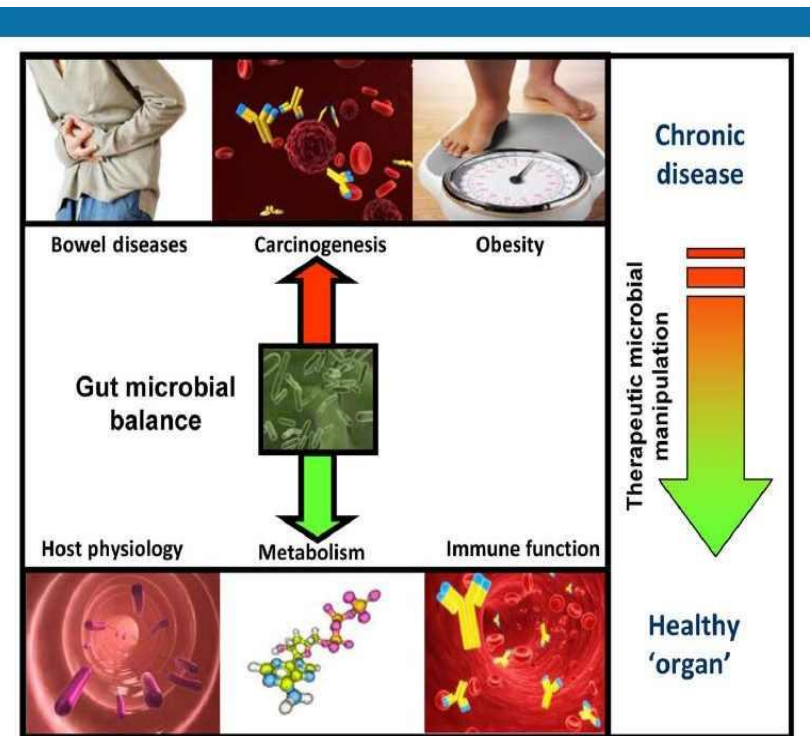 Chronic
disease
Bowel diseases
Carcinogenesis
Obesity
Gut microbial
balance
Therapeutic microbial
manipulation
Host physiology
Metabolism
Immune function
Healthy
‘organ’